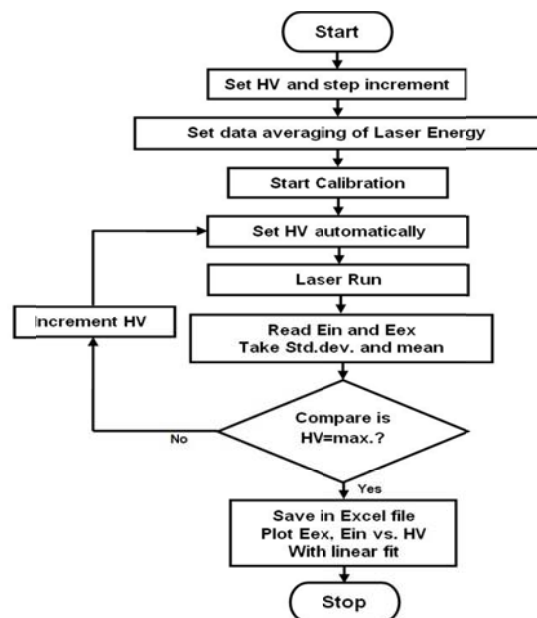 Start
Set HV and step increment
Set data averaging of Laser Energy
Start Calibration
Set HV automatically
Laser Run
Increment HV
Read Ein and Eex
Take Std.dev. and mean
Compare is
HV=max.?
No
Yes
Save in Excel file
Plot Eex, Ein vs. HV
With linear fit
Stop